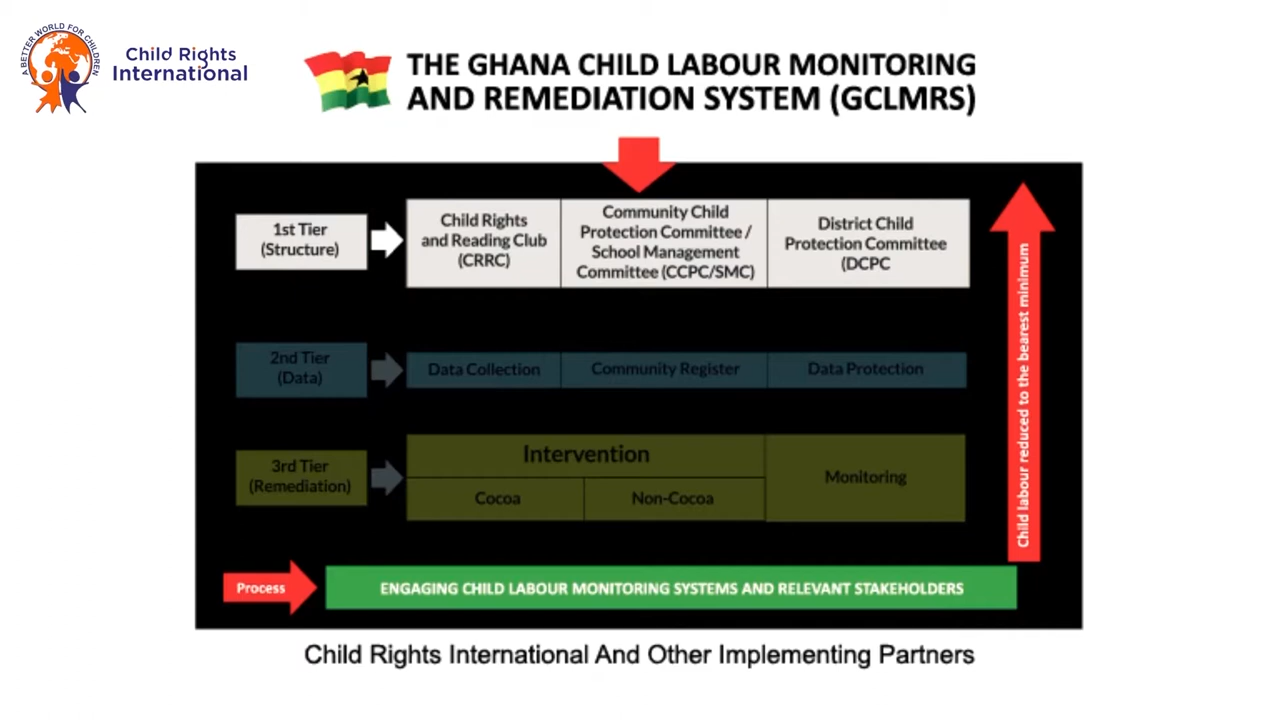 A BETTER WORLD FOR CHILDREN
Child Rights
International
THE GHANA CHILD LABOUR MONITORING
AND REMEDIATION SYSTEM (GCLMRS)
1st Tier
(Structure)
Child Rights
and Reading Club
(CRRC)
Community Child
Protection Committee /
School Management
Committee (CCPC/SMC)
District Child
Protection Committee
(DCPC
2nd Tier
(Data)
Data Collection
Community Register
Data Protection
3rd Tier
(Remediation)
Intervention
Cocoa
Non-Cocoa
Monitoring
Child labour reduced to the bearest minimum
Process
ENGAGING CHILD LABOUR MONITORING SYSTEMS AND RELEVANT STAKEHOLDERS
Child Rights International And Other Implementing Partners